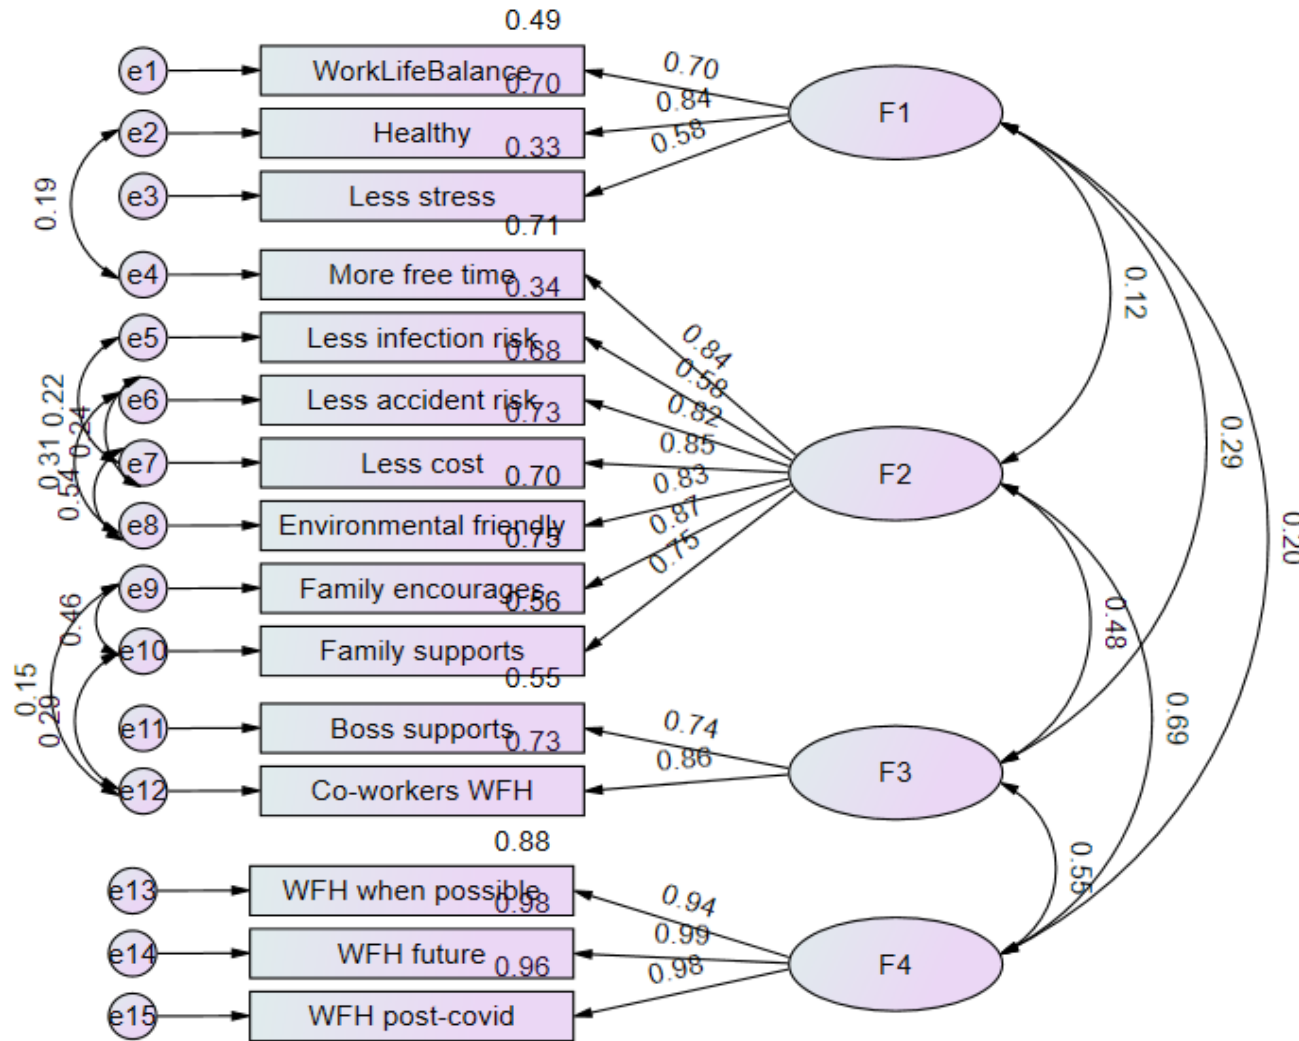 0.49
e1 WorkLifeBalance 0.70 F1
0.70
0.84
e2 Healthy
0.33 0.58
e3 Less stress
0.19
0.71
e4 More free time
0.34
0.12
e5 Less infection risk
0.68
0.84
0.58
e6 Less accident risk
0.73 0.82
0.22
0.24
0.31
0.54
0.29
e7 Less cost 0.85 F2
0.70 0.83
e8 Environmental friendly 0.87
0.75 0.75
0.20
e9 Family encourages
0.56
0.46
0.48
e10 Family supports
0.55
0.15
0.29
0.69
e11 Boss supports 0.74
0.73 0.86
F3
e12 Co-workers WFH
0.88
0.55
e13 WFH when possible 0.94
0.98
0.99
e14 WFH future F4
0.96 0.98
e15 WFH post-covid